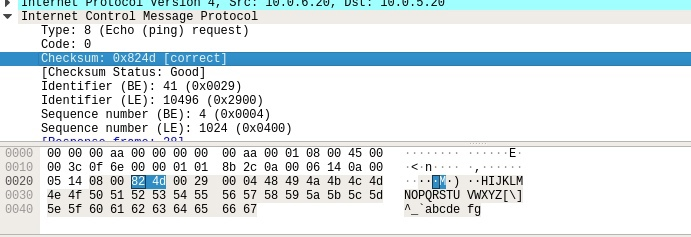 Internet Protocol Version 4, Src: 10.0.6.20, Dst: 10.0.5.20
Internet Control Message Protocol
Type: 8 (Echo (ping) request)
Code: 0
Checksum: 0x824d [correct]
[Checksum Status: Good]
Identifier (BE): 41 (0x0029)
Identifier (LE): 10496 (0x2900)
Sequence number (BE): 4 (0x0004)
Sequence number (LE): 1024 (0x0400)
[Response frame: 28]
0000 00 00 00 aa 00 00 00 00 00 aa 00 01 08 00 45 00 ········ ······E·
0010 00 3c 0f 6e 00 00 01 01 8b 2c 0a 00 06 14 0a 00 ·<·n···· ·,······
0020 05 14 08 00 82 4d 00 29 00 04 48 49 4a 4b 4c 4d ·····M·) ··HIJKLM
0030 4e 4f 50 51 52 53 54 55 56 57 58 59 5a 5b 5c 5d NOPQRSTU VWXYZ[\]
0040 5e 5f 60 61 62 63 64 65 66 67 ^_`abcde fg